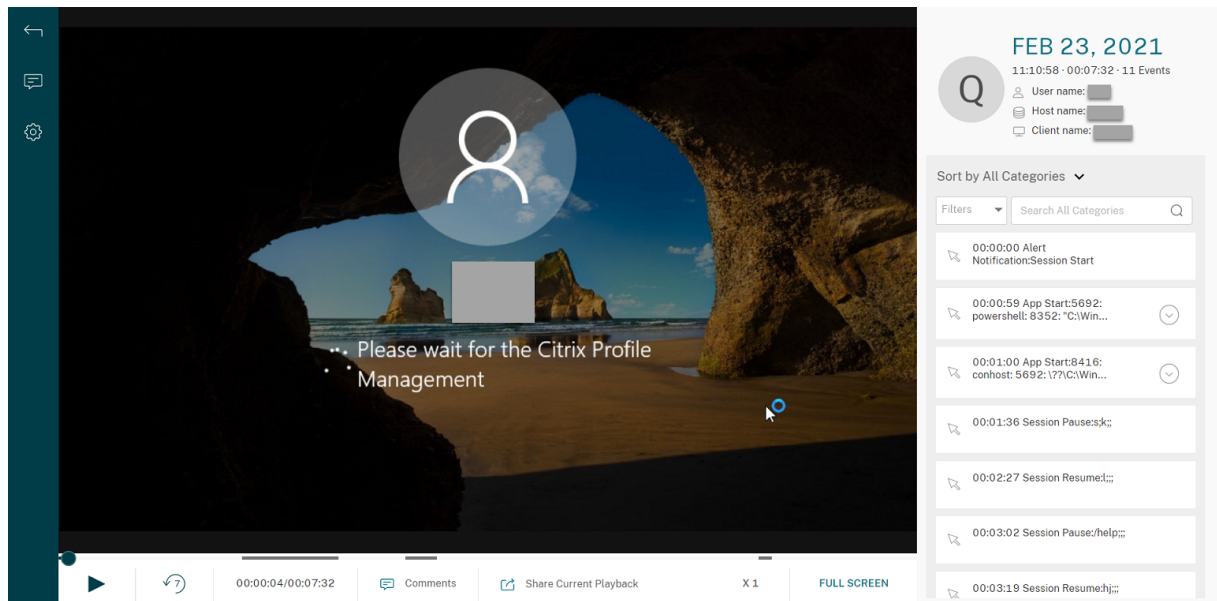 Please wait for the Citrix Profile
Management
7
00:00:04/00:07:32
Comments
Share Current Playback
X 1
FULL SCREEN
Q
FEB 23, 2021
11:10:58 · 00:07:32 · 11 Events
User name:
Host name:
Client name:
Sort by All Categories
Filters
Search All Categories
00:00:00 Alert
Notification:Session Start
00:00:59 App Start:5692:
powershell: 8352: "C:\Win...
00:01:00 App Start:8416:
conhost: 5692: \??\C:\Win...
00:01:36 Session Pause:s;k;;
00:02:27 Session Resume:l;;;
00:03:02 Session Pause:/help;;;
00:03:19 Session Resume:hj;;;